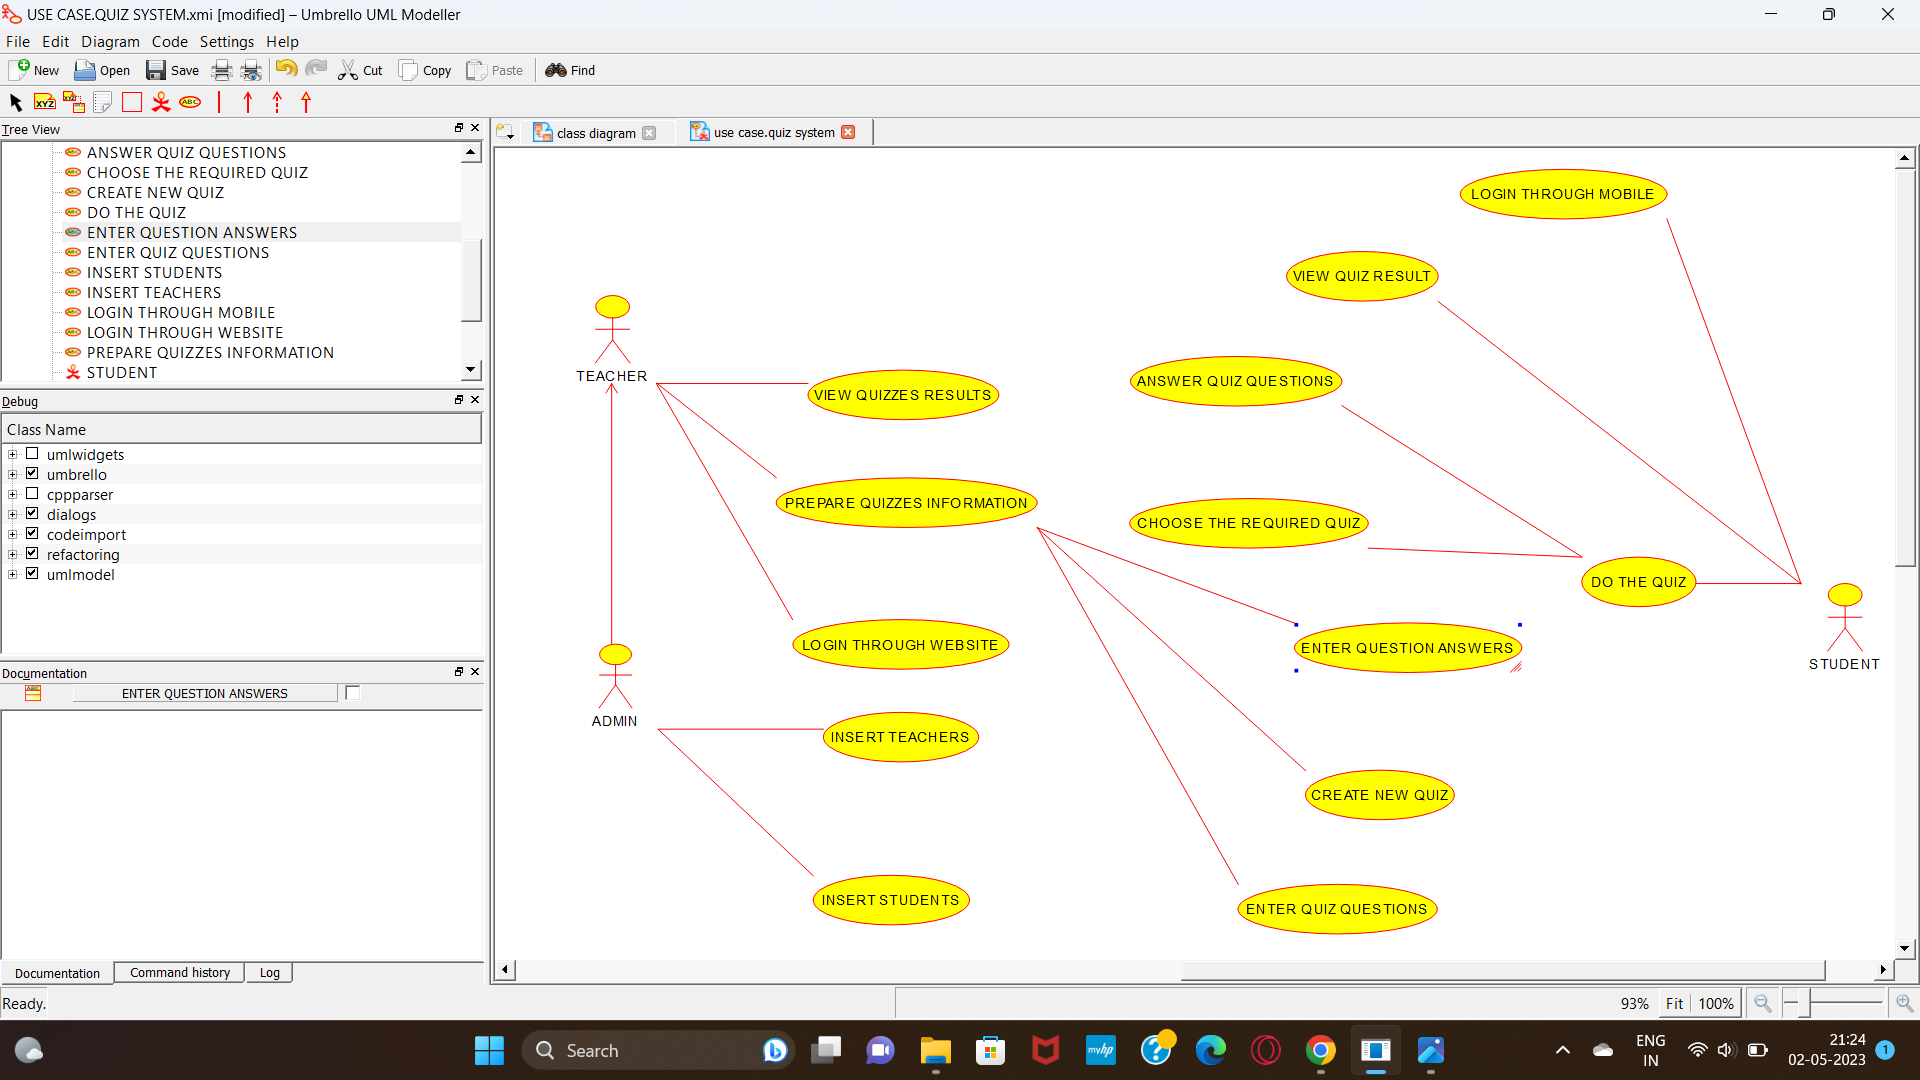 USE CASE.QUIZ SYSTEM.xmi [modified] – Umbrello UML Modeller
File Edit Diagram Code Settings Help
New Open Save Cut Copy Paste Find
XYZ XYZ ABC
Tree View
class diagram
use case.quiz system
ANSWER QUIZ QUESTIONS
CHOOSE THE REQUIRED QUIZ
CREATE NEW QUIZ
DO THE QUIZ
ENTER QUESTION ANSWERS
ENTER QUIZ QUESTIONS
INSERT STUDENTS
INSERT TEACHERS
LOGIN THROUGH MOBILE
LOGIN THROUGH WEBSITE
PREPARE QUIZZES INFORMATION
STUDENT
Debug
Class Name
umlwidgets
umbrello
cppparser
dialogs
codeimport
refactoring
umlmodel
Documentation
ENTER QUESTION ANSWERS
Documentation Command history Log
LOGIN THROUGH MOBILE
VIEW QUIZ RESULT
TEACHER
VIEW QUIZZES RESULTS
ANSWER QUIZ QUESTIONS
PREPARE QUIZZES INFORMATION
CHOOSE THE REQUIRED QUIZ
DO THE QUIZ
LOGIN THROUGH WEBSITE
ENTER QUESTION ANSWERS
STUDENT
ADMIN
INSERT TEACHERS
CREATE NEW QUIZ
INSERT STUDENTS
ENTER QUIZ QUESTIONS
Ready.
93% Fit 100%
Search
myhp
ENG
IN
21:24
02-05-2023
1